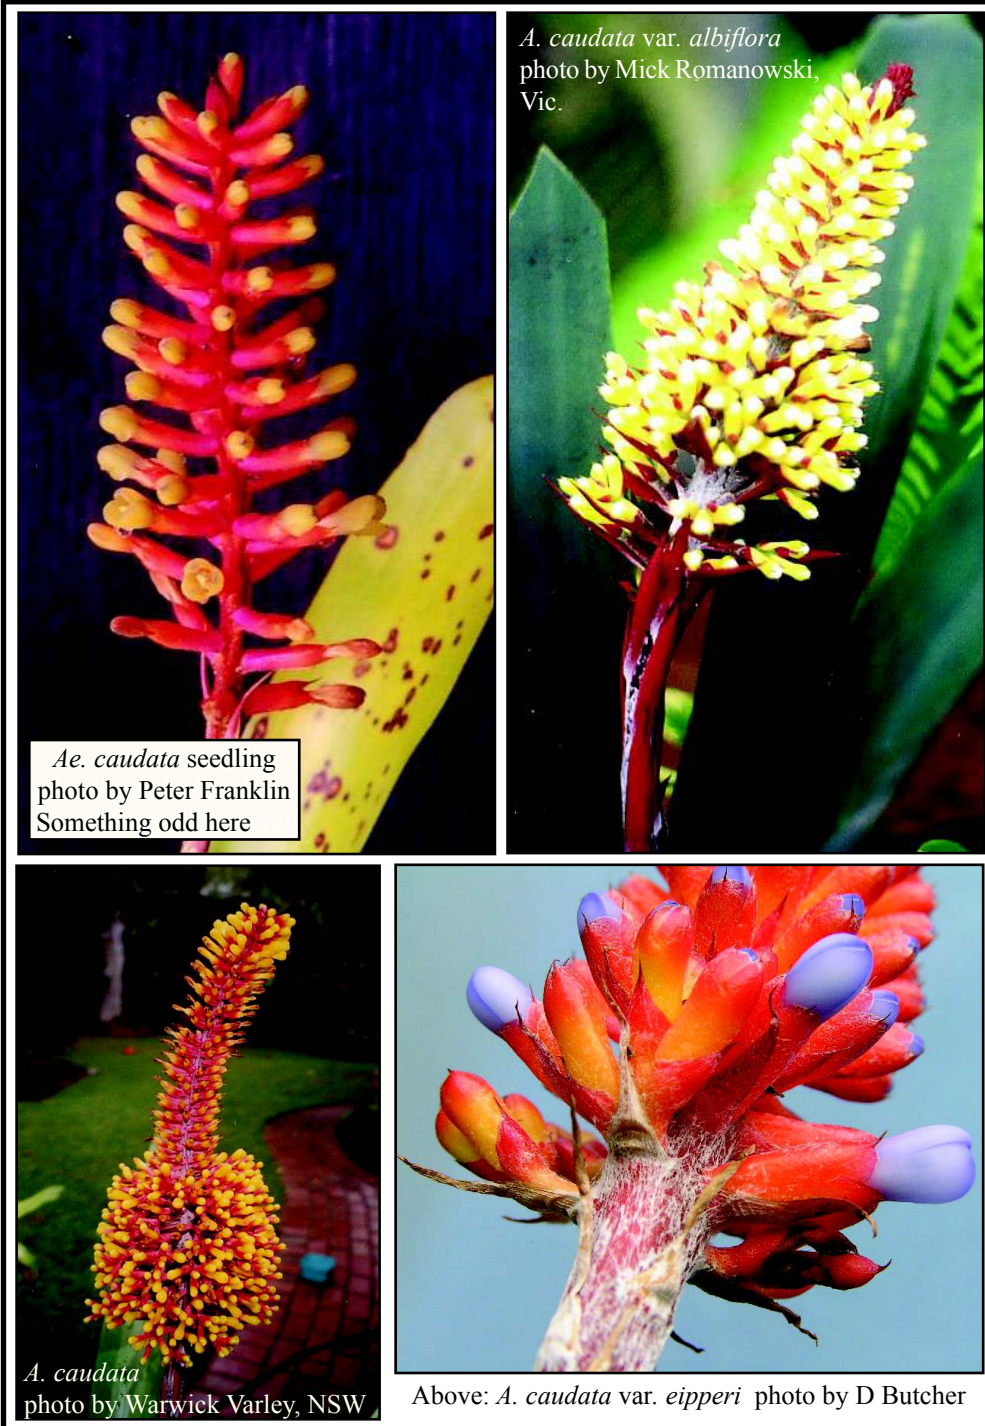 A. caudata var. albiflora
photo by Mick Romanowski,
Vic.
Ae. caudata seedling
photo by Peter Franklin
Something odd here
A. caudata
photo by Warwick Varley, NSW
Above: A. caudata var. eipperi photo by D Butcher